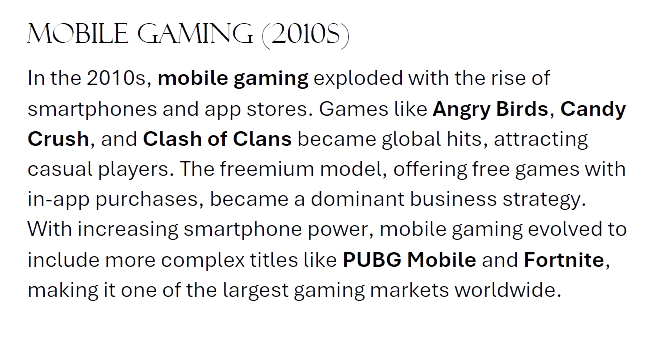 MOBILE GAMING (2010S)
In the 2010s, mobile gaming exploded with the rise of
smartphones and app stores. Games like Angry Birds, Candy
Crush, and Clash of Clans became global hits, attracting
casual players. The freemium model, offering free games with
in-app purchases, became a dominant business strategy.
With increasing smartphone power, mobile gaming evolved to
include more complex titles like PUBG Mobile and Fortnite,
making it one of the largest gaming markets worldwide.